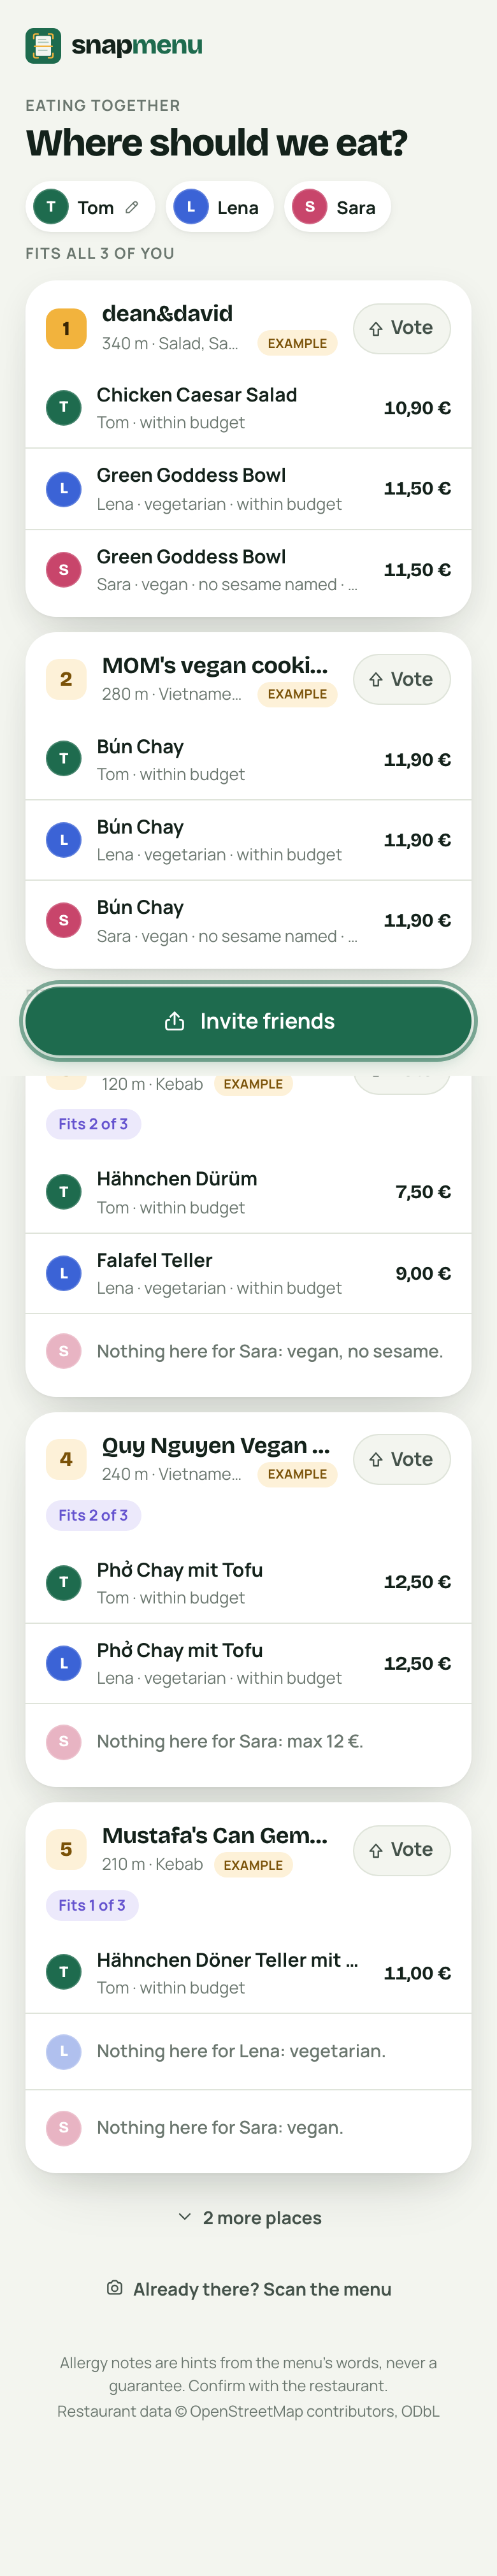 snapmenu
EATING TOGETHER
Where should we eat?
T Tom L Lena S Sara
FITS ALL 3 OF YOU
1 dean&david Vote
340 m · Salad, Sa... EXAMPLE
T Chicken Caesar Salad 10,90 €
Tom · within budget
L Green Goddess Bowl 11,50 €
Lena · vegetarian · within budget
S Green Goddess Bowl 11,50 €
Sara · vegan · no sesame named · ...
2 MOM's vegan cooki... Vote
280 m · Vietname... EXAMPLE
T Bún Chay 11,90 €
Tom · within budget
L Bún Chay 11,90 €
Lena · vegetarian · within budget
S Bún Chay 11,90 €
Sara · vegan · no sesame named · ...
Invite friends
120 m · Kebab EXAMPLE
Fits 2 of 3
T Hähnchen Dürüm 7,50 €
Tom · within budget
L Falafel Teller 9,00 €
Lena · vegetarian · within budget
S Nothing here for Sara: vegan, no sesame.
4 Quy Nguyen Vegan ... Vote
240 m · Vietname... EXAMPLE
Fits 2 of 3
T Phở Chay mit Tofu 12,50 €
Tom · within budget
L Phở Chay mit Tofu 12,50 €
Lena · vegetarian · within budget
S Nothing here for Sara: max 12 €.
5 Mustafa's Can Gem... Vote
210 m · Kebab EXAMPLE
Fits 1 of 3
T Hähnchen Döner Teller mit ... 11,00 €
Tom · within budget
L Nothing here for Lena: vegetarian.
S Nothing here for Sara: vegan.
2 more places
Already there? Scan the menu
Allergy notes are hints from the menu's words, never a
guarantee. Confirm with the restaurant.
Restaurant data © OpenStreetMap contributors, ODbL